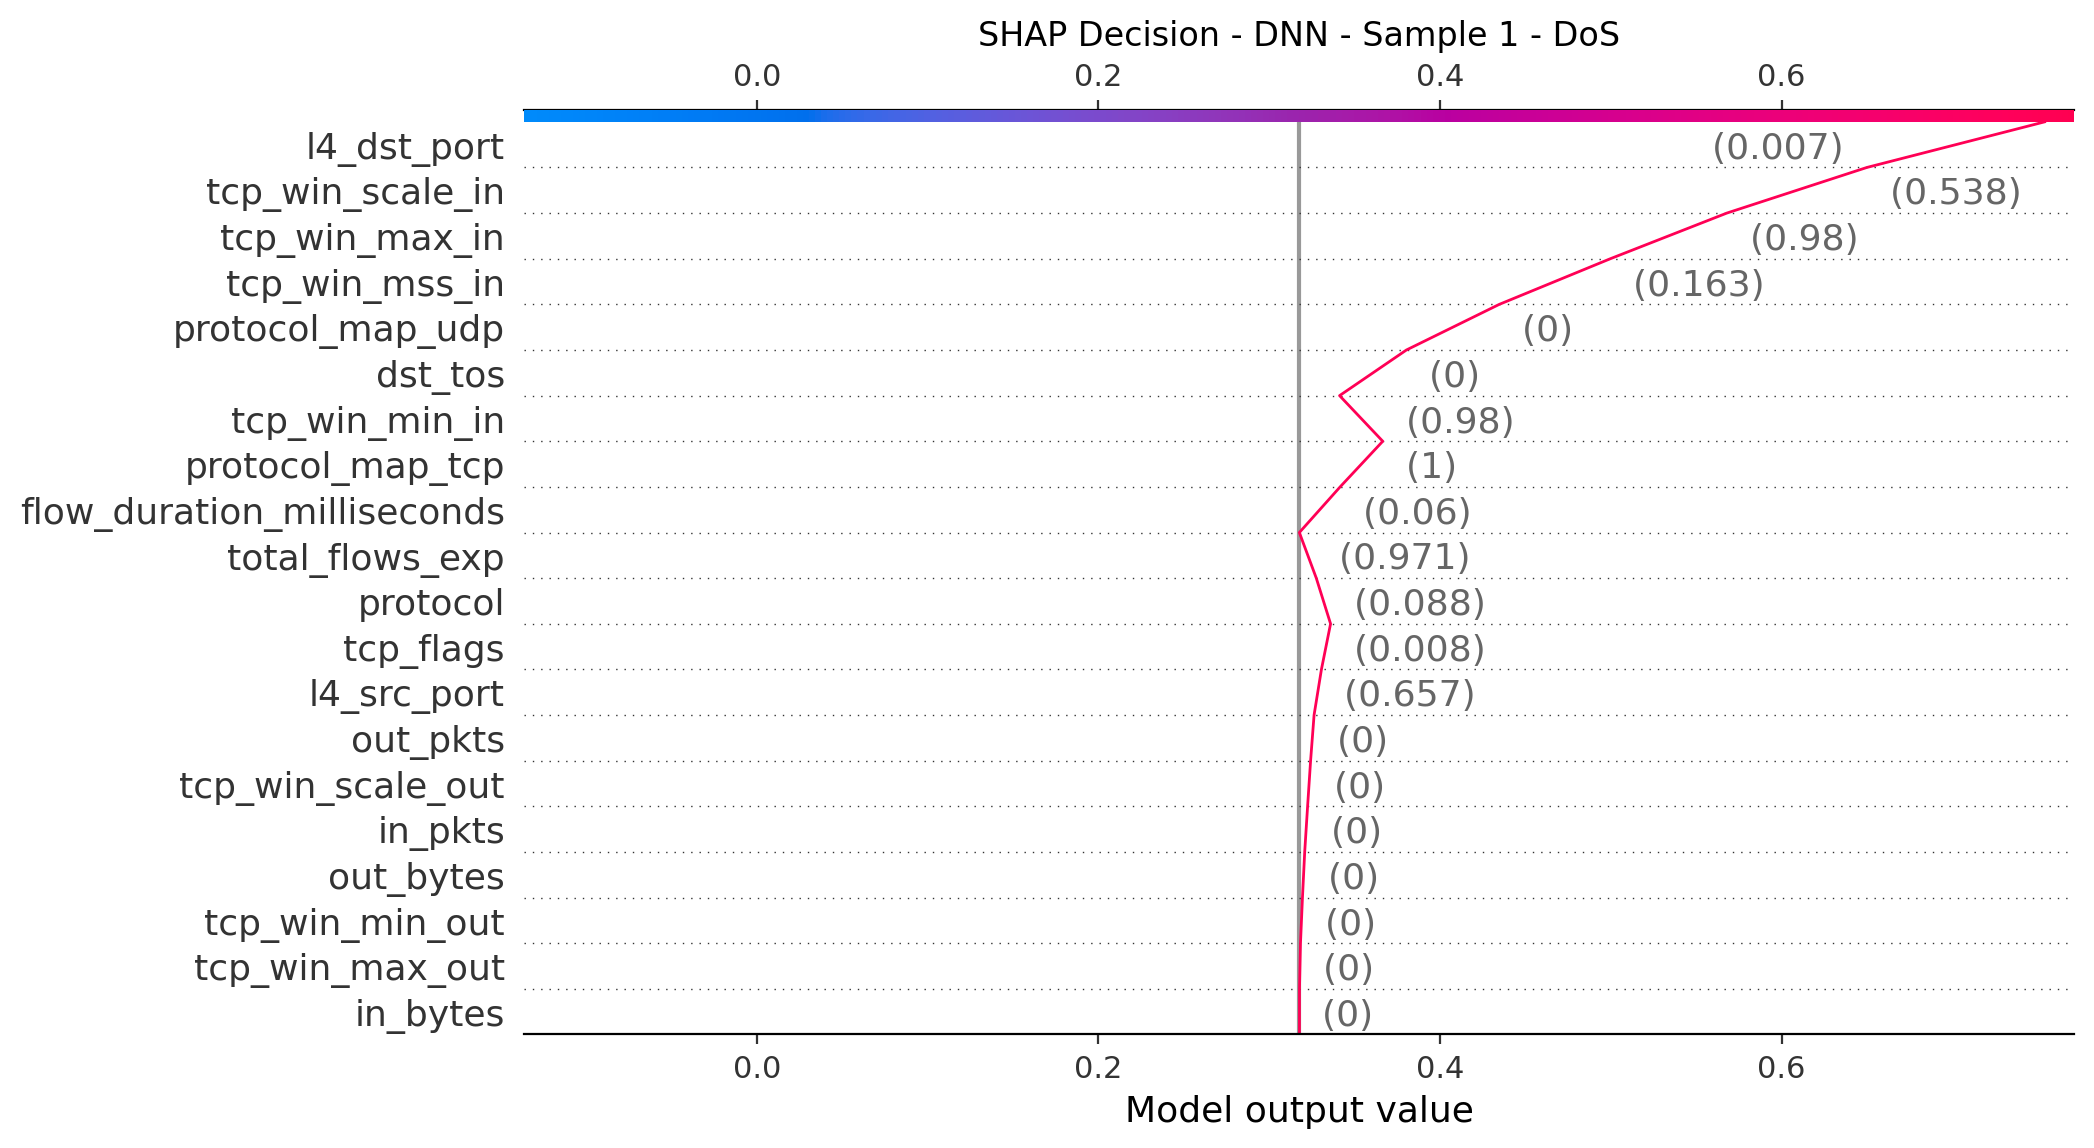 SHAP Decision - DNN - Sample 1 - DoS
0.0 0.2 0.4 0.6
l4_dst_port (0.007)
tcp_win_scale_in (0.538)
tcp_win_max_in (0.98)
tcp_win_mss_in (0.163)
protocol_map_udp (0)
dst_tos (0)
tcp_win_min_in (0.98)
protocol_map_tcp (1)
flow_duration_milliseconds (0.06)
total_flows_exp (0.971)
protocol (0.088)
tcp_flags (0.008)
l4_src_port (0.657)
out_pkts (0)
tcp_win_scale_out (0)
in_pkts (0)
out_bytes (0)
tcp_win_min_out (0)
tcp_win_max_out (0)
in_bytes (0)
0.0 0.2 0.4 0.6
Model output value